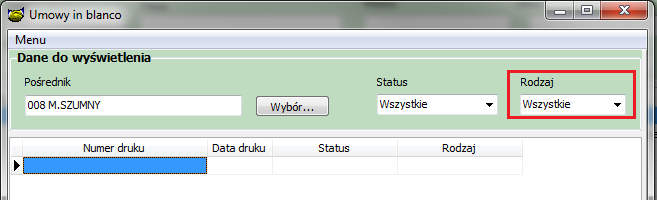 Umowy in blanco
Menu
Dane do wyświetlenia
Pośrednik
Status
Rodzaj
008 M.SZUMNY
Wybór...
Wszystkie
Wszystkie
Numer druku
Data druku
Status
Rodzaj